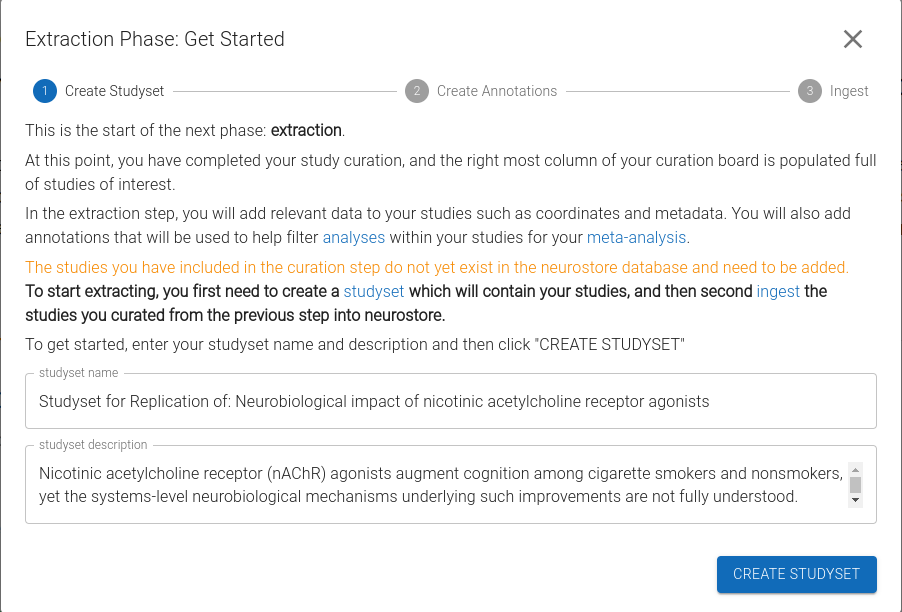 Extraction Phase: Get Started
1 Create Studyset 2 Create Annotations 3 Ingest
This is the start of the next phase: extraction.
At this point, you have completed your study curation, and the right most column of your curation board is populated full
of studies of interest.
In the extraction step, you will add relevant data to your studies such as coordinates and metadata. You will also add
annotations that will be used to help filter analyses within your studies for your meta-analysis.
The studies you have included in the curation step do not yet exist in the neurostore database and need to be added.
To start extracting, you first need to create a studyset which will contain your studies, and then second ingest the
studies you curated from the previous step into neurostore.
To get started, enter your studyset name and description and then click "CREATE STUDYSET"
studyset name
Studyset for Replication of: Neurobiological impact of nicotinic acetylcholine receptor agonists
studyset description
Nicotinic acetylcholine receptor (nAChR) agonists augment cognition among cigarette smokers and nonsmokers,
yet the systems-level neurobiological mechanisms underlying such improvements are not fully understood.
CREATE STUDYSET